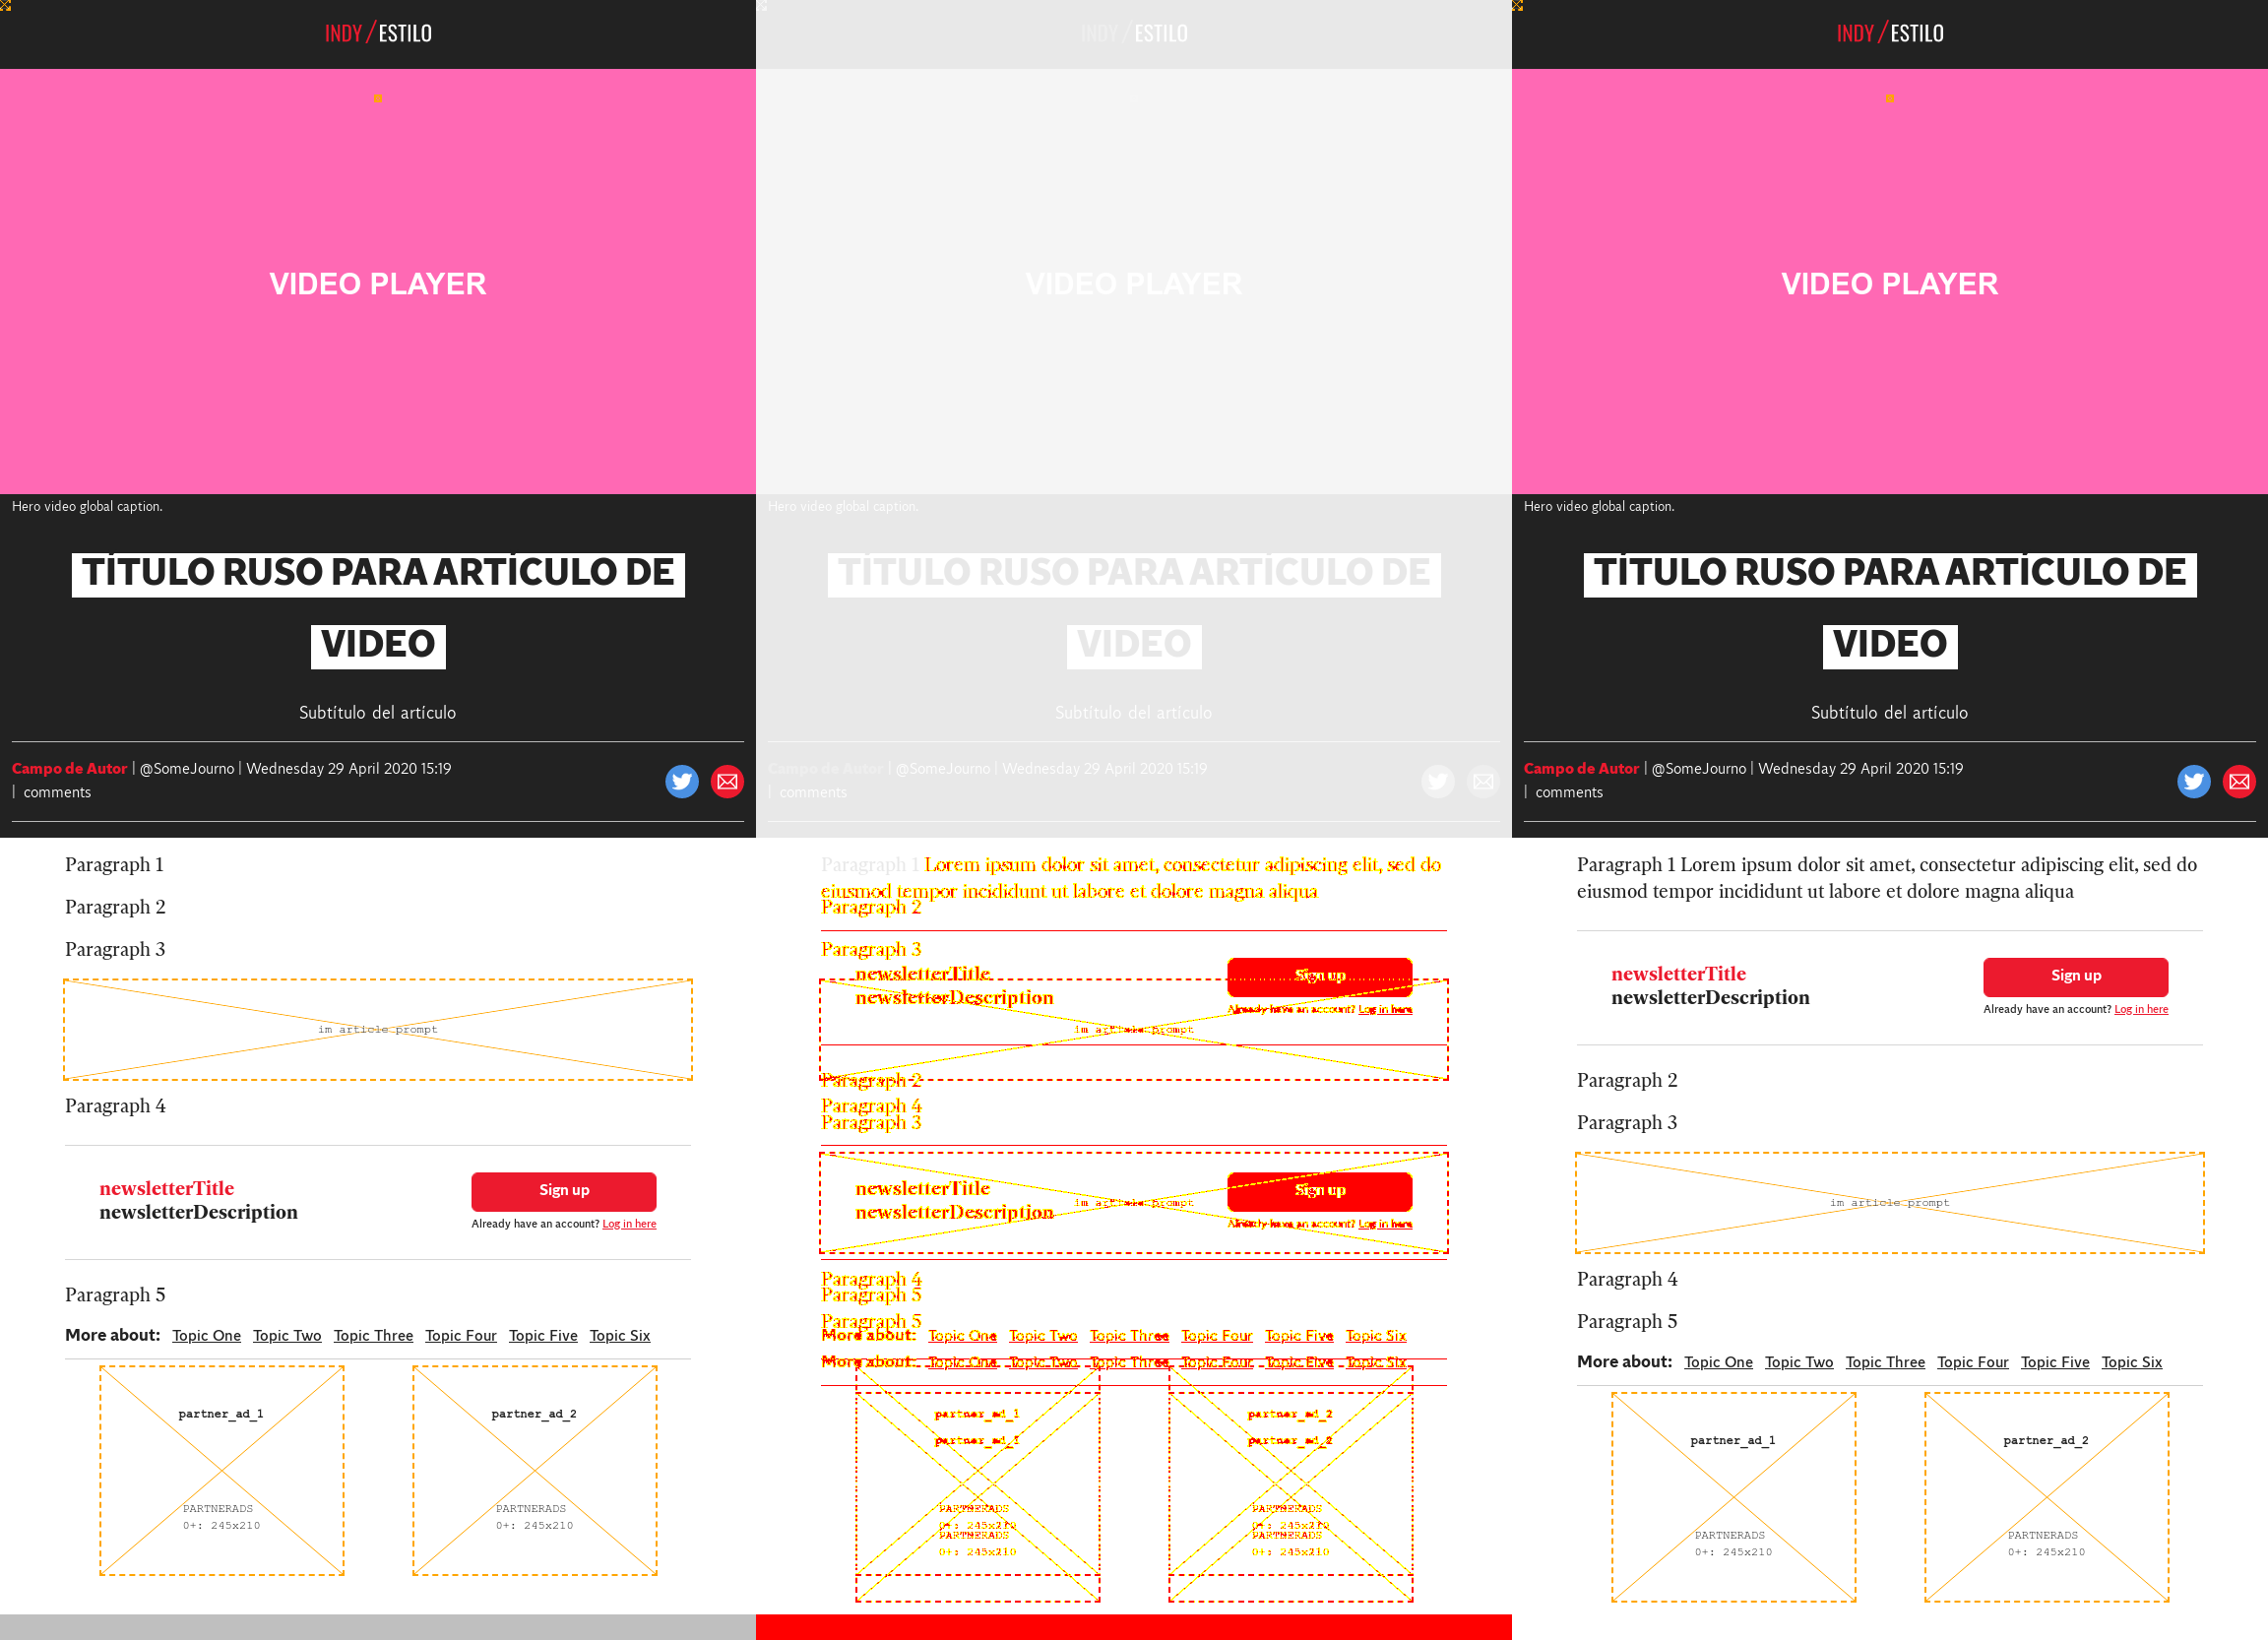 INDY/ESTILO
VIDEO PLAYER
Hero video global caption.
TÍTULO RUSO PARA ARTÍCULO DE
VIDEO
Subtítulo del artículo
Campo de Autor | @SomeJourno | Wednesday 29 April 2020 15:19
| comments
Paragraph 1
Paragraph 2
Paragraph 3
im article prompt
Paragraph 4
newsletterTitle
newsletterDescription
Sign up
Already have an account? Log in here
Paragraph 5
More about: Topic One Topic Two Topic Three Topic Four Topic Five Topic Six
partner_ad_1
PARTNERADS
0+: 245x210
partner_ad_2
PARTNERADS
0+: 245x210
INDY/ESTILO
VIDEO PLAYER
Hero video global caption.
TÍTULO RUSO PARA ARTÍCULO DE
VIDEO
Subtítulo del artículo
Campo de Autor | @SomeJourno | Wednesday 29 April 2020 15:19
| comments
Paragraph 1 Lorem ipsum dolor sit amet, consectetur adipiscing elit, sed do
eiusmod tempor incididunt ut labore et dolore magna aliqua
Paragraph 2
Paragraph 3
newsletterTitle
newsletterDescription
Sign up
Already have an account? Log in here
im article prompt
Paragraph 2
Paragraph 4
Paragraph 3
newsletterTitle
newsletterDescription
im article prompt
Sign up
Already have an account? Log in here
Paragraph 4
Paragraph 5
Paragraph 5
More about: Topic One Topic Two Topic Three Topic Four Topic Five Topic Six
More about: Topic One Topic Two Topic Three Topic Four Topic Five Topic Six
partner_ad_1
partner_ad_1
PARTNERADS
0+: 245x210
PARTNERADS
0+: 245x210
partner_ad_2
partner_ad_2
PARTNERADS
0+: 245x210
PARTNERADS
0+: 245x210
INDY/ESTILO
VIDEO PLAYER
Hero video global caption.
TÍTULO RUSO PARA ARTÍCULO DE
VIDEO
Subtítulo del artículo
Campo de Autor | @SomeJourno | Wednesday 29 April 2020 15:19
| comments
Paragraph 1 Lorem ipsum dolor sit amet, consectetur adipiscing elit, sed do
eiusmod tempor incididunt ut labore et dolore magna aliqua
newsletterTitle
newsletterDescription
Sign up
Already have an account? Log in here
Paragraph 2
Paragraph 3
im article prompt
Paragraph 4
Paragraph 5
More about: Topic One Topic Two Topic Three Topic Four Topic Five Topic Six
partner_ad_1
PARTNERADS
0+: 245x210
partner_ad_2
PARTNERADS
0+: 245x210